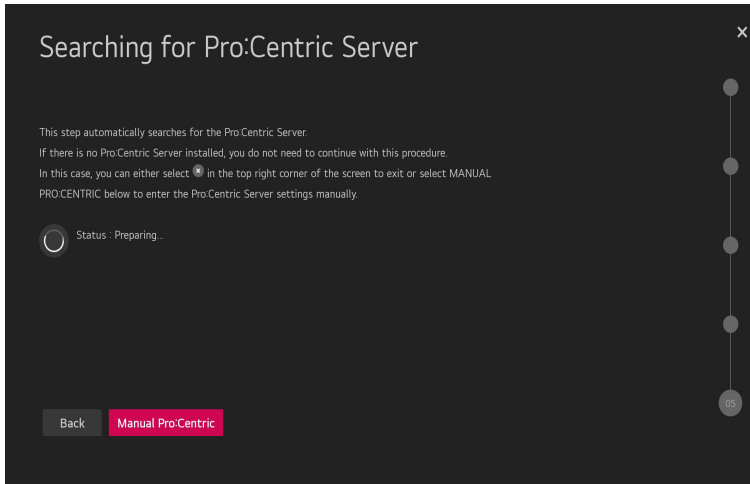 Searching for Pro:Centric Server
This step automatically searches for the Pro:Centric Server.
If there is no Pro:Centric Server installed, you do not need to continue with this procedure.
In this case, you can either select × in the top right corner of the screen to exit or select MANUAL
PRO:CENTRIC below to enter the Pro:Centric Server settings manually.
Status : Preparing...
05
Back
Manual Pro:Centric